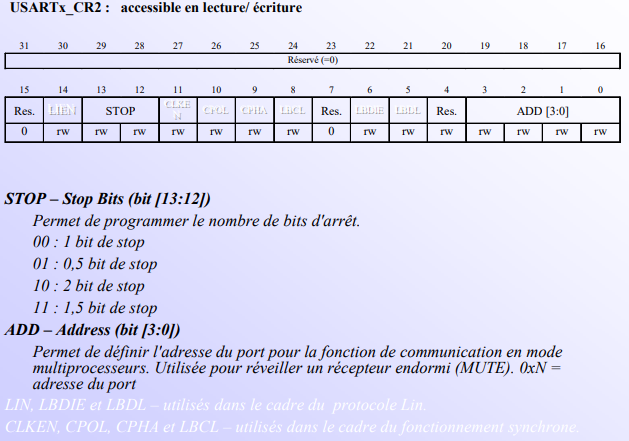 USARTx_CR2 : accessible en lecture/ écriture
31 30 29 28 27 26 25 24 23 22 21 20 19 18 17 16
Réservé (=0)
15 14 13 12 11 10 9 8 7 6 5 4 3 2 1 0
Res. LIEN STOP CLKE N CPOL CPHA LBCL Res. LBDIE LBDL Res. ADD [3:0]
0 rw rw rw rw rw rw rw 0 rw rw rw rw rw rw rw
STOP – Stop Bits (bit [13:12])
Permet de programmer le nombre de bits d'arrêt.
00 : 1 bit de stop
01 : 0,5 bit de stop
10 : 2 bit de stop
11 : 1,5 bit de stop
ADD – Address (bit [3:0])
Permet de définir l'adresse du port pour la fonction de communication en mode
multiprocesseurs. Utilisée pour réveiller un récepteur endormi (MUTE). 0xN =
adresse du port
LIN, LBDIE et LBDL – utilisés dans le cadre du protocole Lin.
CLKEN, CPOL, CPHA et LBCL – utilisés dans le cadre du fonctionnement synchrone.